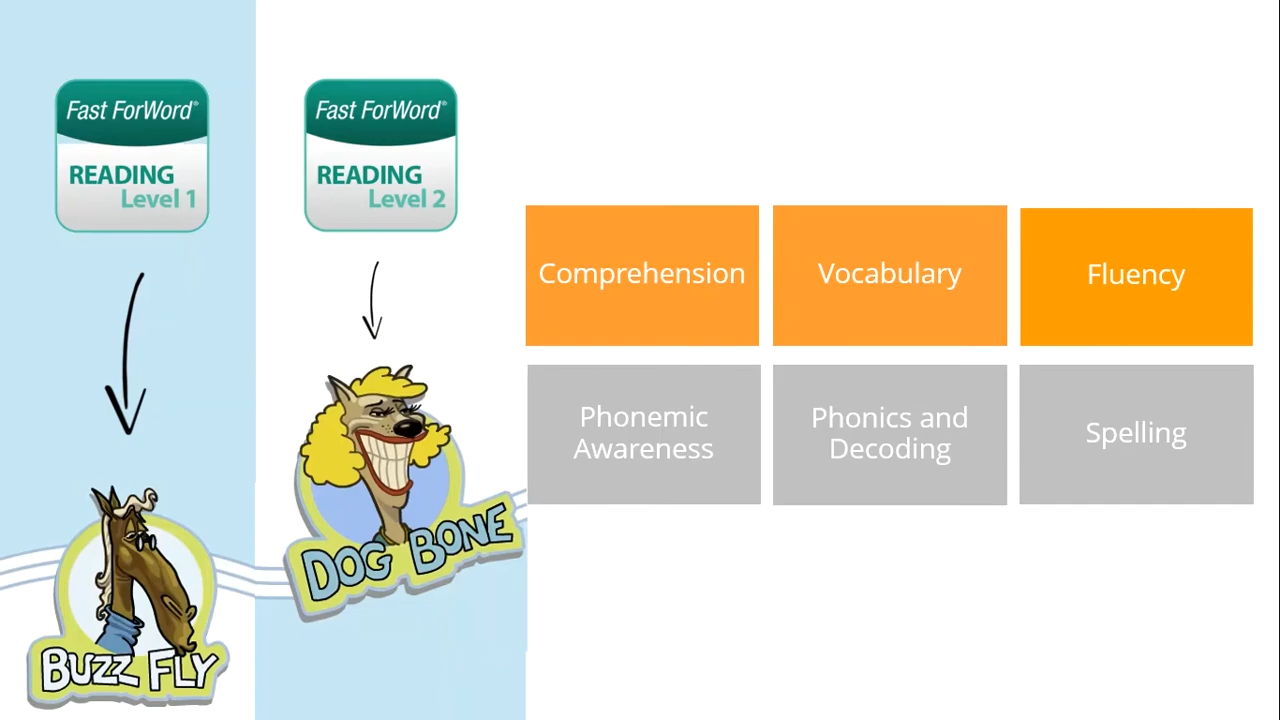 Fast ForWord®
READING
Level 1
BUZZ FLY
Fast ForWord®
READING
Level 2
DOG BONE
Comprehension
Vocabulary
Fluency
Phonemic
Awareness
Phonics and
Decoding
Spelling